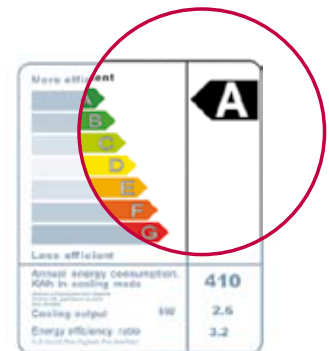 More efficient
A
A
B
C
D
E
F
G
Less efficient
Annual energy consumption,
KWh in cooling mode
410
Cooling output kW 2.6
Energy efficiency ratio 3.2